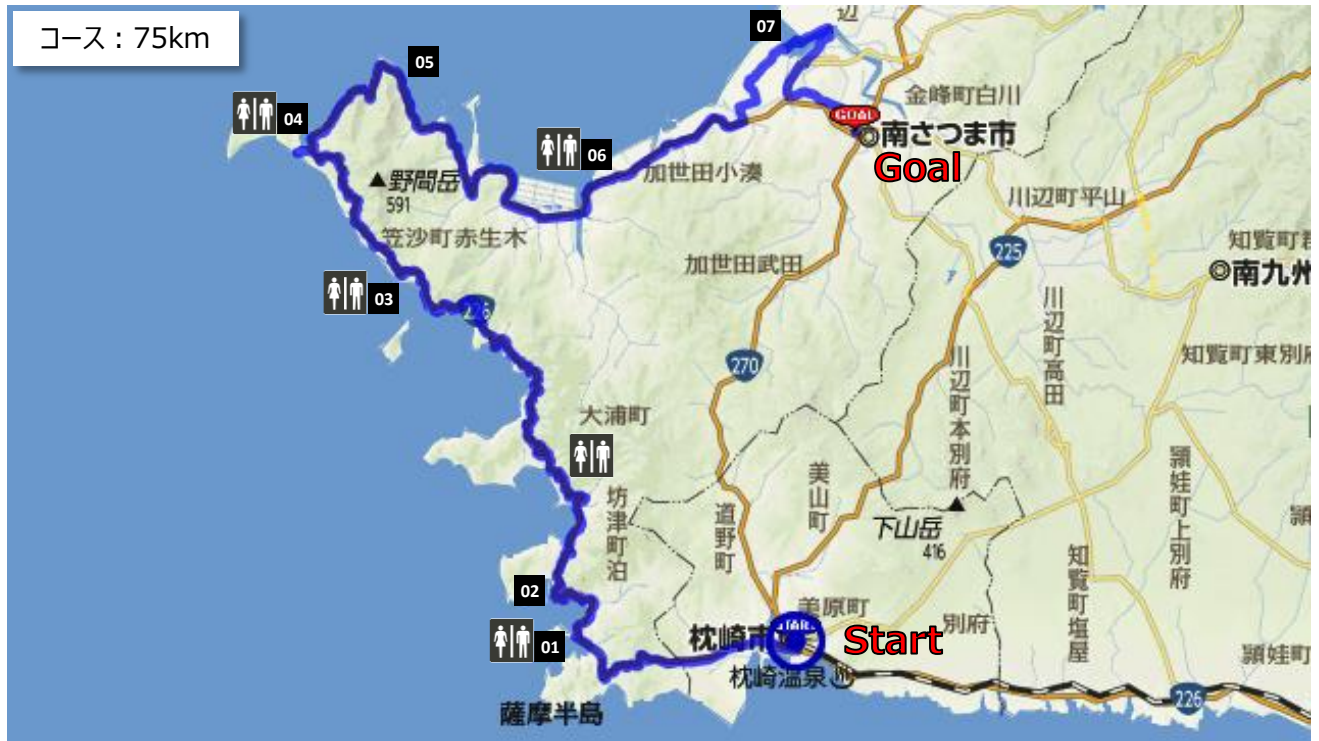 コース：75km
辺
07
05
金峰町白川
04
GOAL
南さつま市
Goal
06
加世田小湊
野間岳
591
川辺町平山
笠沙町赤生木
225
知覧町
加世田武田
南九州
03
226
川辺町高田
川辺町本別府
知覧町東別府
270
大浦町
美山町
頴娃町上別府
坊津町泊
道野町
下山岳
416
知覧町塩屋
02
美原町
別府
枕崎市
Start
01
頴娃町
枕崎温泉
226
薩摩半島